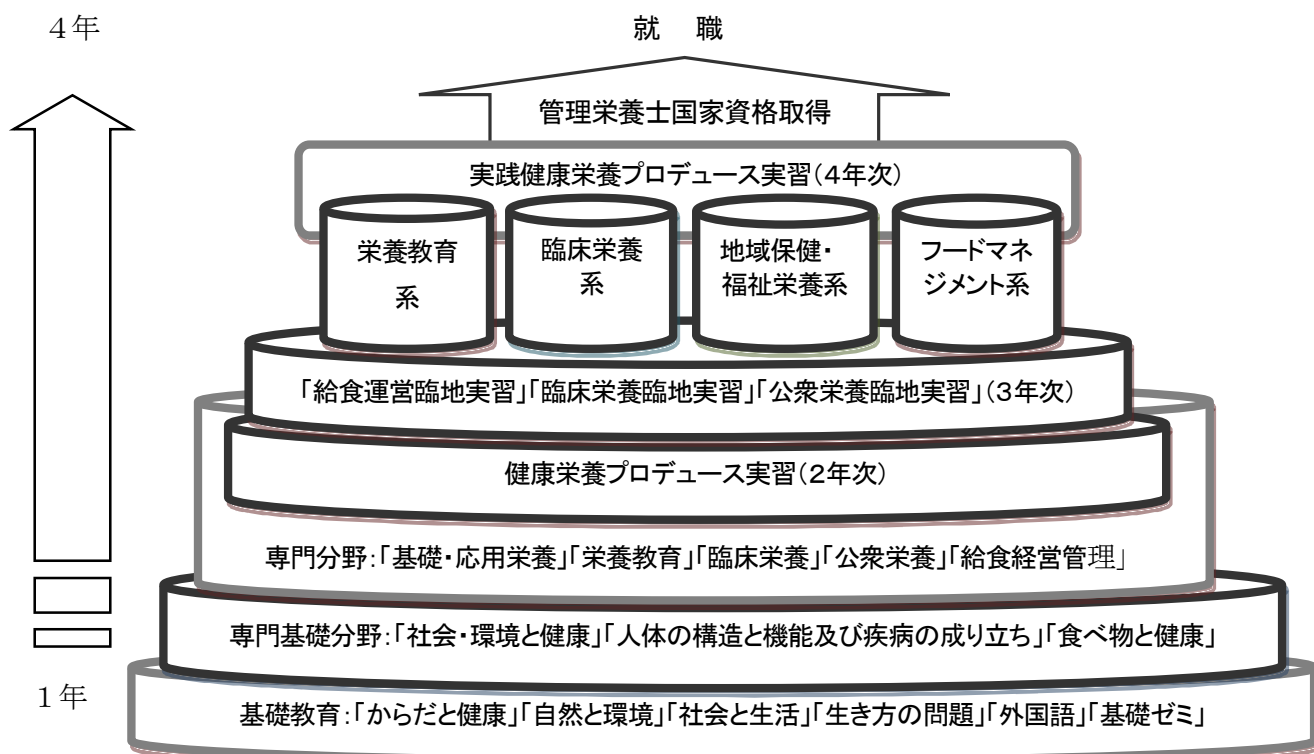 4年
就　職
管理栄養士国家資格取得
実践健康栄養プロデュース実習(4年次)
栄養教育
系
臨床栄養
系
地域保健・
福祉栄養系
フードマネ
ジメント系
「給食運営臨地実習」「臨床栄養臨地実習」「公衆栄養臨地実習」(3年次)
健康栄養プロデュース実習(2年次)
専門分野:「基礎・応用栄養」「栄養教育」「臨床栄養」「公衆栄養」「給食経営管理」
専門基礎分野:「社会・環境と健康」「人体の構造と機能及び疾病の成り立ち」「食べ物と健康」
1年
基礎教育:「からだと健康」「自然と環境」「社会と生活」「生き方の問題」「外国語」「基礎ゼミ」